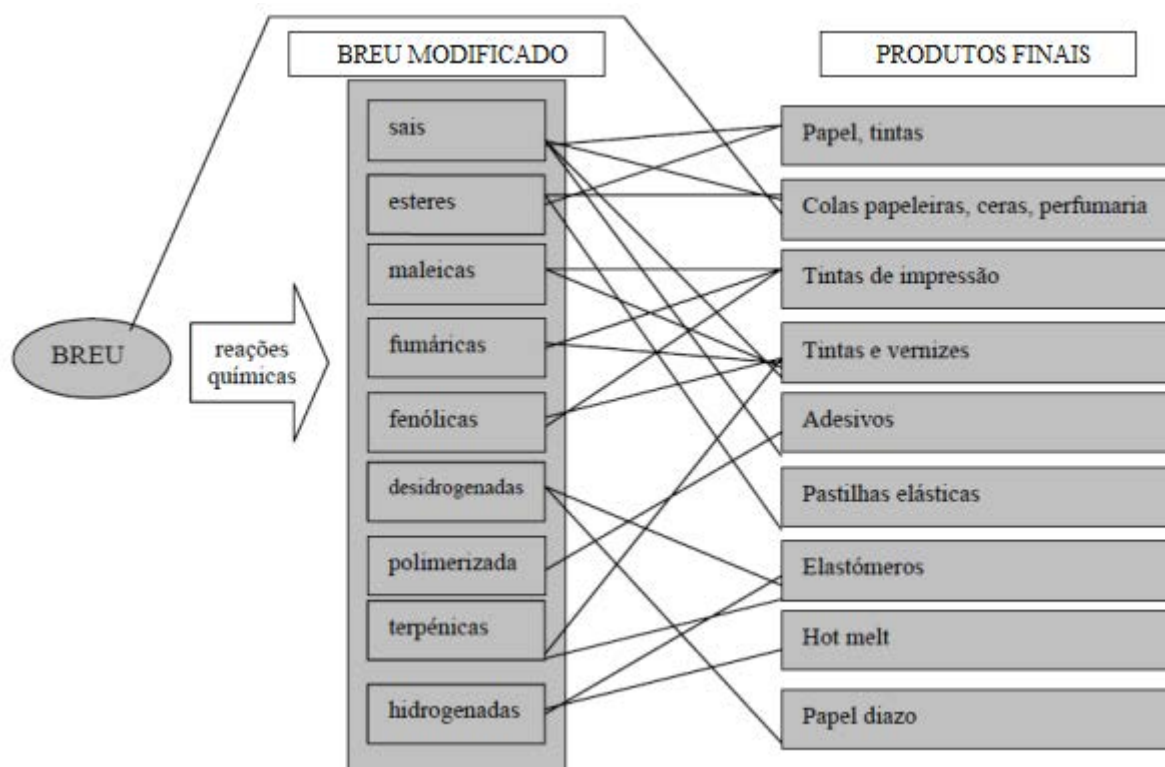 BREU MODIFICADO
PRODUTOS FINAIS
BREU
reações
químicas
sais
esteres
maleicas
fumáricas
fenólicas
desidrogenadas
polimerizada
terpénicas
hidrogenadas
Papel, tintas
Colas papeleiras, ceras, perfumaria
Tintas de impressão
Tintas e vernizes
Adesivos
Pastilhas elásticas
Elastómeros
Hot melt
Papel diazo